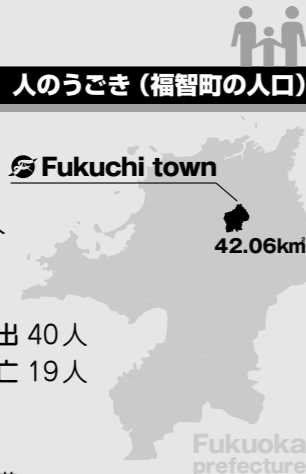 人のうごき（福智町の人口）
Fukuchi town
42.06㎢
出 40人
亡 19人
Fukuoka
prefecture